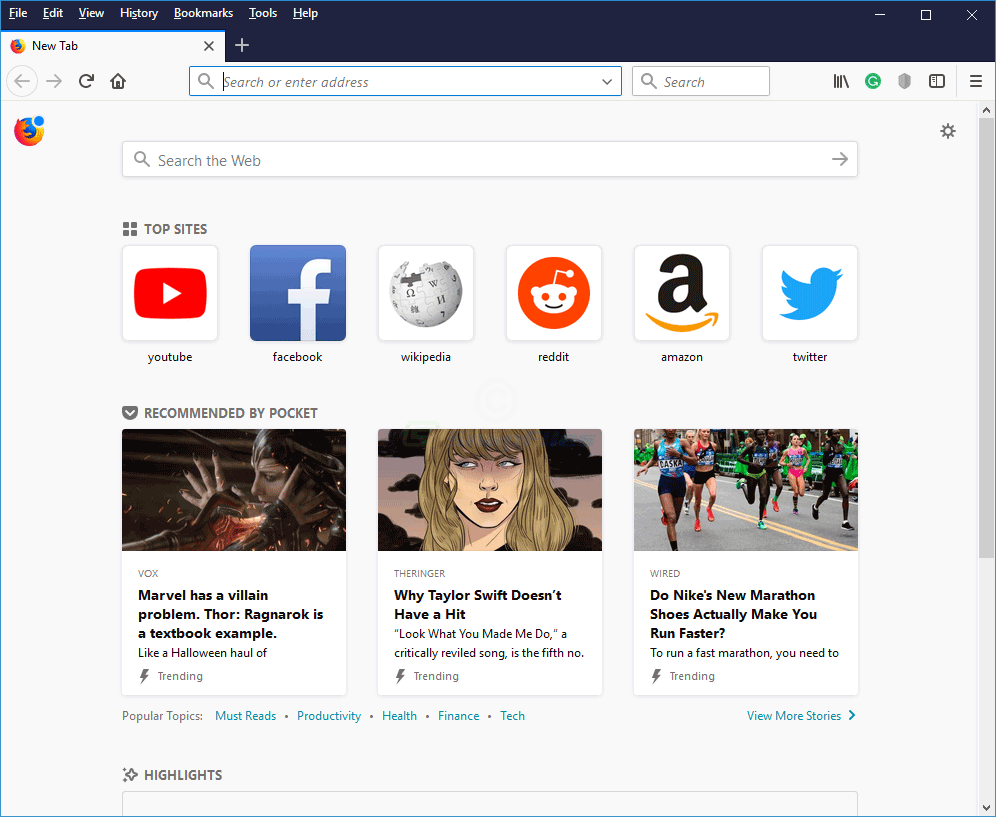 File Edit View History Bookmarks Tools Help
New Tab
Search or enter address
Search
Search the Web
TOP SITES
youtube facebook wikipedia reddit amazon twitter
RECOMMENDED BY POCKET
VOX
Marvel has a villain
problem. Thor: Ragnarok is
a textbook example.
Like a Halloween haul of
Trending
THERINGER
Why Taylor Swift Doesn’t
Have a Hit
“Look What You Made Me Do,” a
critically reviled song, is the fifth no.
Trending
WIRED
Do Nike's New Marathon
Shoes Actually Make You
Run Faster?
To run a fast marathon, you need to
Trending
Popular Topics: Must Reads • Productivity • Health • Finance • Tech
View More Stories
HIGHLIGHTS